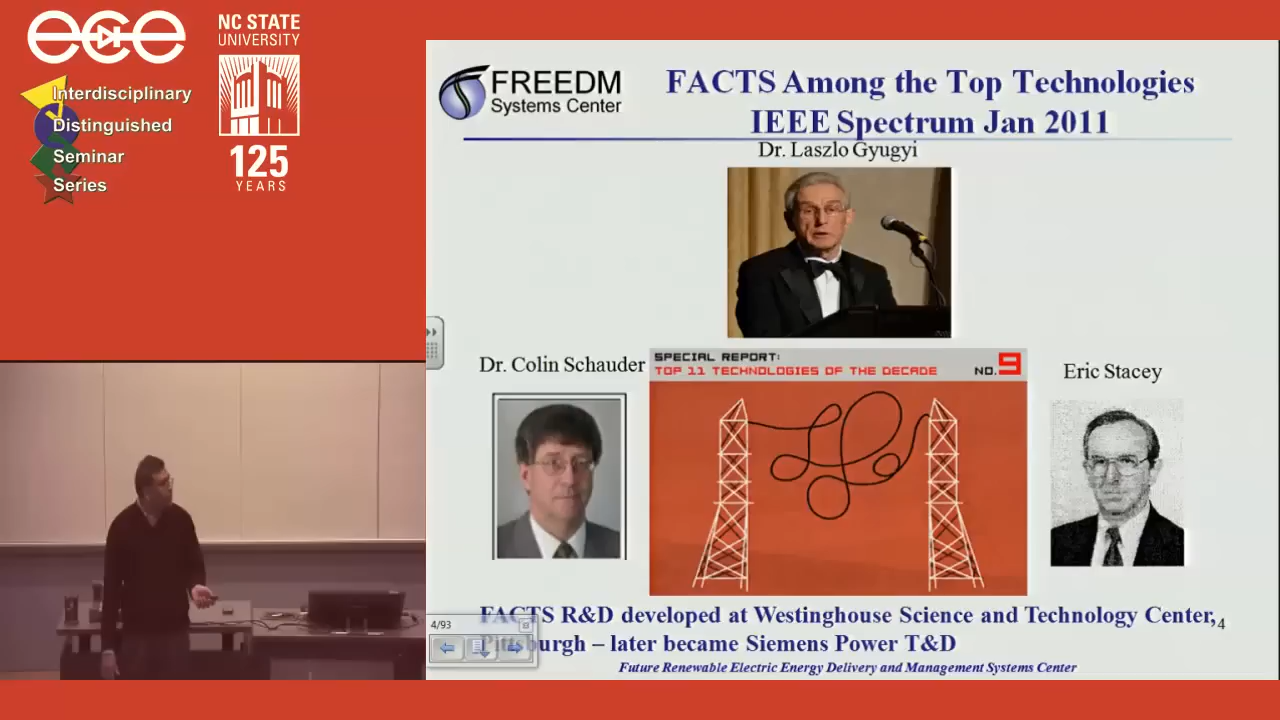 ece
NC STATE
UNIVERSITY
Interdisciplinary
Distinguished
Seminar
Series
125
YEARS
FREEDM
Systems Center
FACTS Among the Top Technologies
IEEE Spectrum Jan 2011
Dr. Laszlo Gyugyi
Dr. Colin Schauder
SPECIAL REPORT:
TOP 11 TECHNOLOGIES OF THE DECADE
NO. 9
Eric Stacey
FACTS R&D developed at Westinghouse Science and Technology Center,
Pittsburgh – later became Siemens Power T&D
4
4/93
Future Renewable Electric Energy Delivery and Management Systems Center